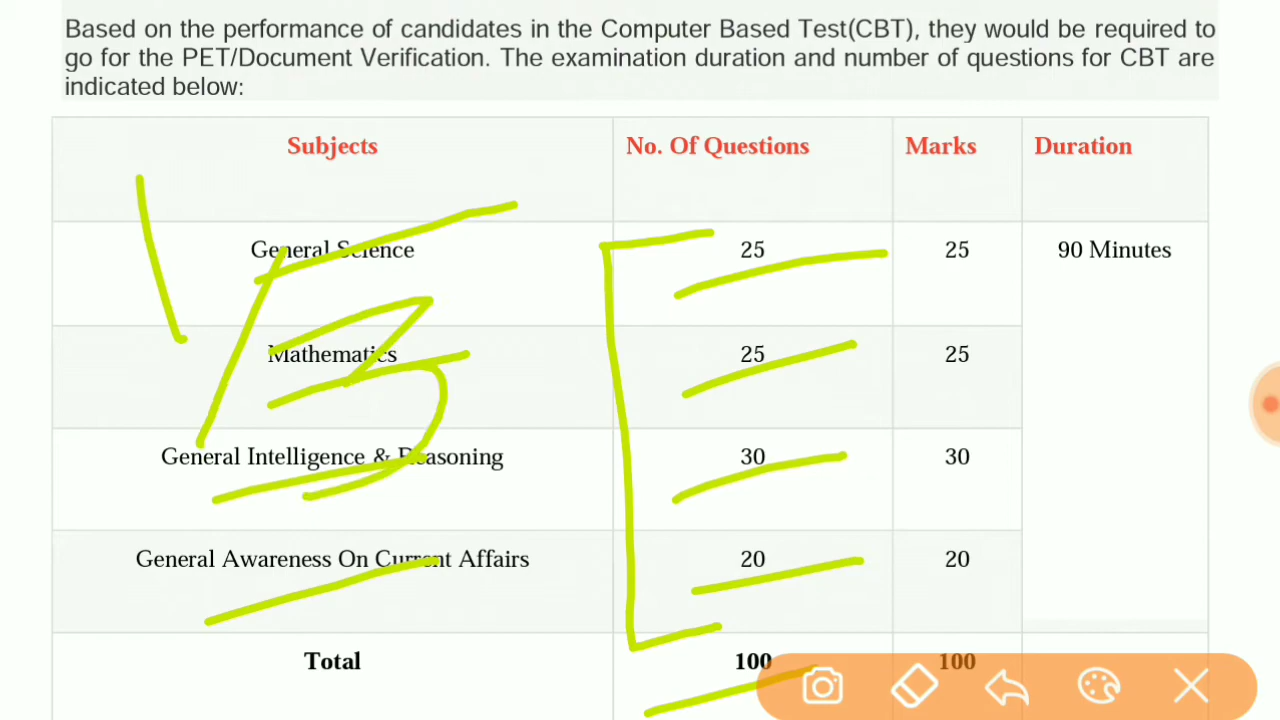 Based on the performance of candidates in the Computer Based Test(CBT), they would be required to
go for the PET/Document Verification. The examination duration and number of questions for CBT are
indicated below:
Subjects No. Of Questions Marks Duration
General Science 25 25 90 Minutes
Mathematics 25 25
General Intelligence & Reasoning 30 30
General Awareness On Current Affairs 20 20
Total 100 100